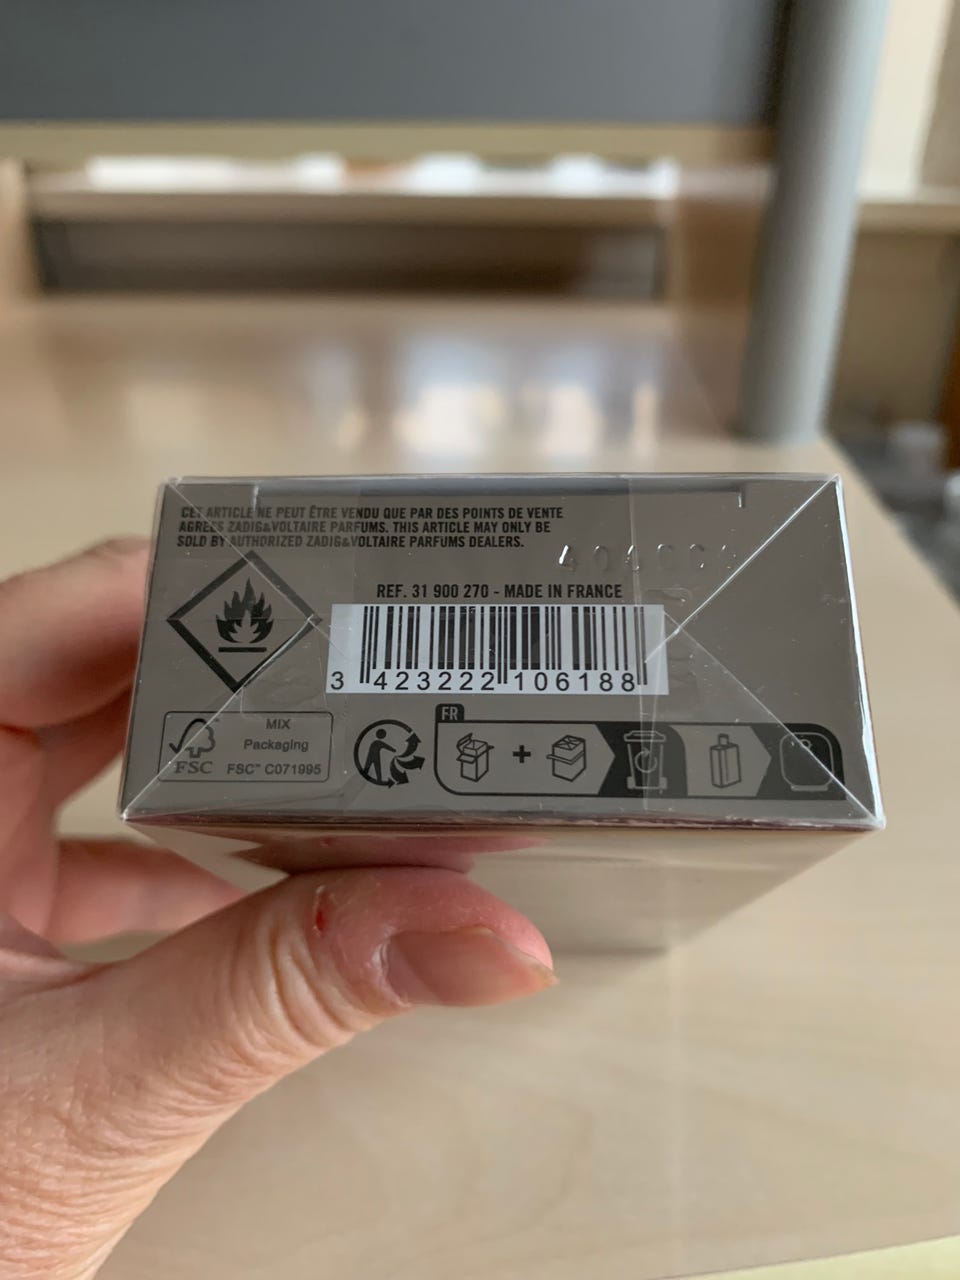 CET ARTICLE NE PEUT ÊTRE VENDU QUE PAR DES POINTS DE VENTE
AGRÉÉS ZADIG&VOLTAIRE PARFUMS. THIS ARTICLE MAY ONLY BE
SOLD BY AUTHORIZED ZADIG&VOLTAIRE PARFUMS DEALERS.
REF. 31 900 270 - MADE IN FRANCE
3 423222 106188
FR
MIX
Packaging
FSC
FSC™ C071995